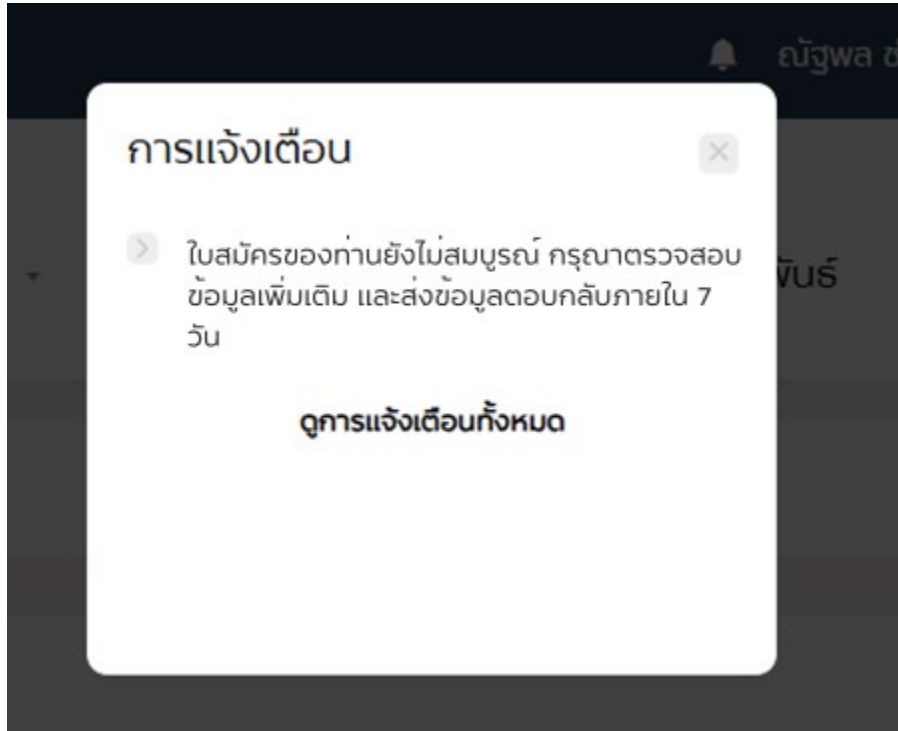 ณัฐพล
การแจ้งเตือน
ใบสมัครของท่านยังไม่สมบูรณ์ กรุณาตรวจสอบ
ข้อมูลเพิ่มเติม และส่งข้อมูลตอบกลับภายใน 7
วัน
ดูการแจ้งเตือนทั้งหมด